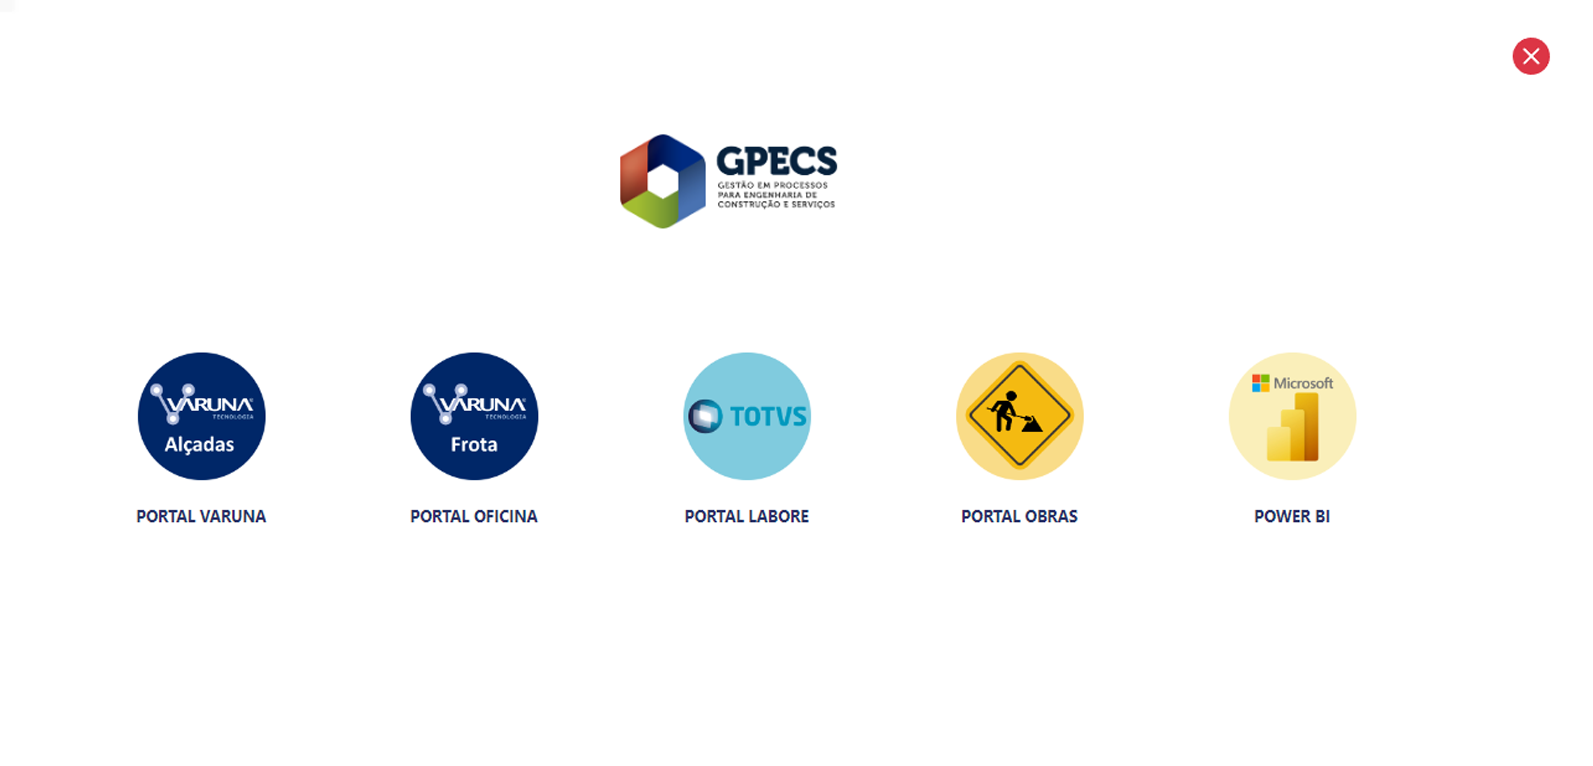 GPECS
GESTÃO EM PROCESSOS
PARA ENGENHARIA DE
CONSTRUÇÃO E SERVIÇOS
VARUNA
TECNOLOGIA
Alçadas
VARUNA
TECNOLOGIA
Frota
TOTVS
Microsoft
PORTAL VARUNA
PORTAL OFICINA
PORTAL LABORE
PORTAL OBRAS
POWER BI